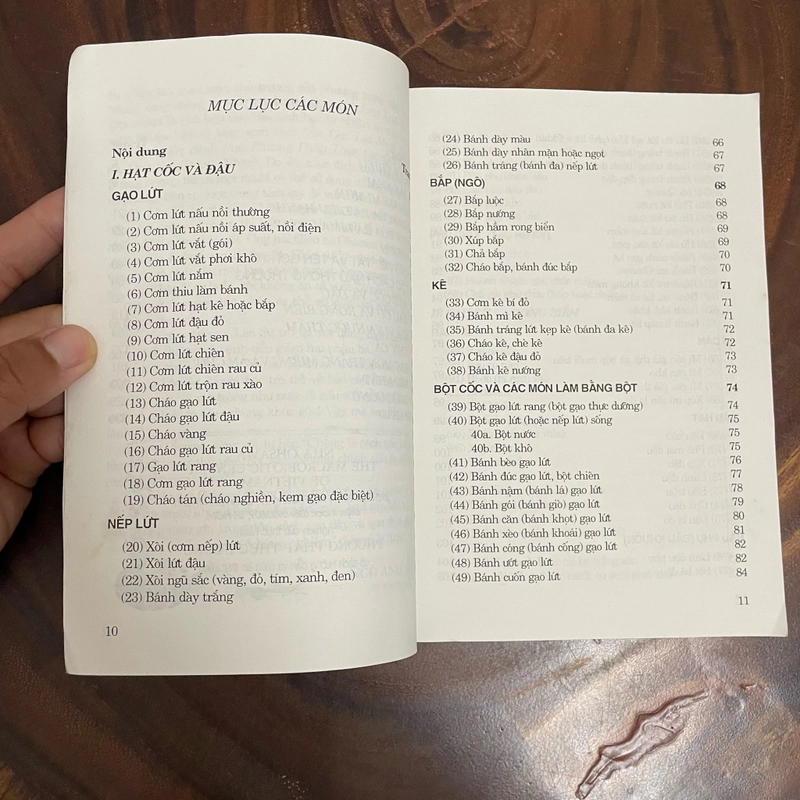 MỤC LỤC CÁC MÓN
Nội dung
I. HẠT CỐC VÀ ĐẬU
GẠO LỨT
(1) Cơm lứt nấu nồi thường
(2) Cơm lứt nấu nồi áp suất, nồi điện
(3) Cơm lứt vắt (gói)
(4) Cơm lứt vắt phơi khô
(5) Cơm lứt nắm
(6) Cơm thiu làm bánh
(7) Cơm lứt hạt kê hoặc bắp
(8) Cơm lứt đậu đỏ
(9) Cơm lứt hạt sen
(10) Cơm lứt chiên
(11) Cơm lứt chiên rau củ
(12) Cơm lứt trộn rau xào
(13) Cháo gạo lứt
(14) Cháo gạo lứt đậu
(15) Cháo vàng
(16) Cháo gạo lứt rau củ
(17) Gạo lứt rang
(18) Cơm gạo lứt rang
(19) Cháo tán (cháo nghiền, kem gạo đặc biệt)
NẾP LỨT
(20) Xôi (cơm nếp) lứt
(21) Xôi lứt đậu
(22) Xôi ngũ sắc (vàng, đỏ, tím, xanh, đen)
(23) Bánh dày trắng
10
(24) Bánh dày màu 66
(25) Bánh dày nhân mặn hoặc ngọt 67
(26) Bánh tráng (bánh đa) nếp lứt 67
BẮP (NGÔ) 68
(27) Bắp luộc 68
(28) Bắp nướng 68
(29) Bắp hầm rong biển 69
(30) Xúp bắp 69
(31) Chả bắp 70
(32) Cháo bắp, bánh đúc bắp 70
KÊ 71
(33) Cơm kê bí đỏ 71
(34) Bánh mì kê 71
(35) Bánh tráng lứt kẹp kê (bánh đa kê) 72
(36) Cháo kê, chè kê 72
(37) Cháo kê đậu đỏ 73
(38) Bánh kê nướng 73
BỘT CỐC VÀ CÁC MÓN LÀM BẰNG BỘT 74
(39) Bột gạo lứt rang (bột gạo thực dưỡng) 74
(40) Bột gạo lứt (hoặc nếp lứt) sống 75
40a. Bột nước 75
40b. Bột khô 75
(41) Bánh bèo gạo lứt 76
(42) Bánh đúc gạo lứt, bột chiên 77
(43) Bánh nậm (bánh lá) gạo lứt 78
(44) Bánh gói (bánh giò) gạo lứt 79
(45) Bánh căn (bánh khọt) gạo lứt 80
(46) Bánh xèo (bánh khoái) gạo lứt 81
(47) Bánh cóng (bánh cống) gạo lứt 82
(48) Bánh ướt gạo lứt 82
(49) Bánh cuốn gạo lứt 84
11